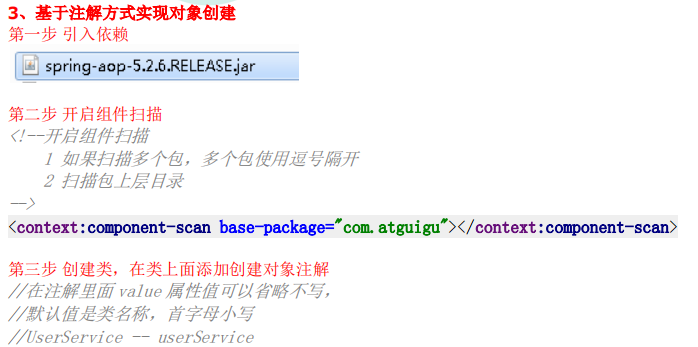 3、基于注解方式实现对象创建
第一步 引入依赖
spring-aop-5.2.6.RELEASE.jar
第二步 开启组件扫描
<!--开启组件扫描
1 如果扫描多个包，多个包使用逗号隔开
2 扫描包上层目录
-->
<context:component-scan base-package="com.atguigu"></context:component-scan>
第三步 创建类，在类上面添加创建对象注解
//在注解里面 value 属性值可以省略不写，
//默认值是类名称，首字母小写
//UserService -- userService